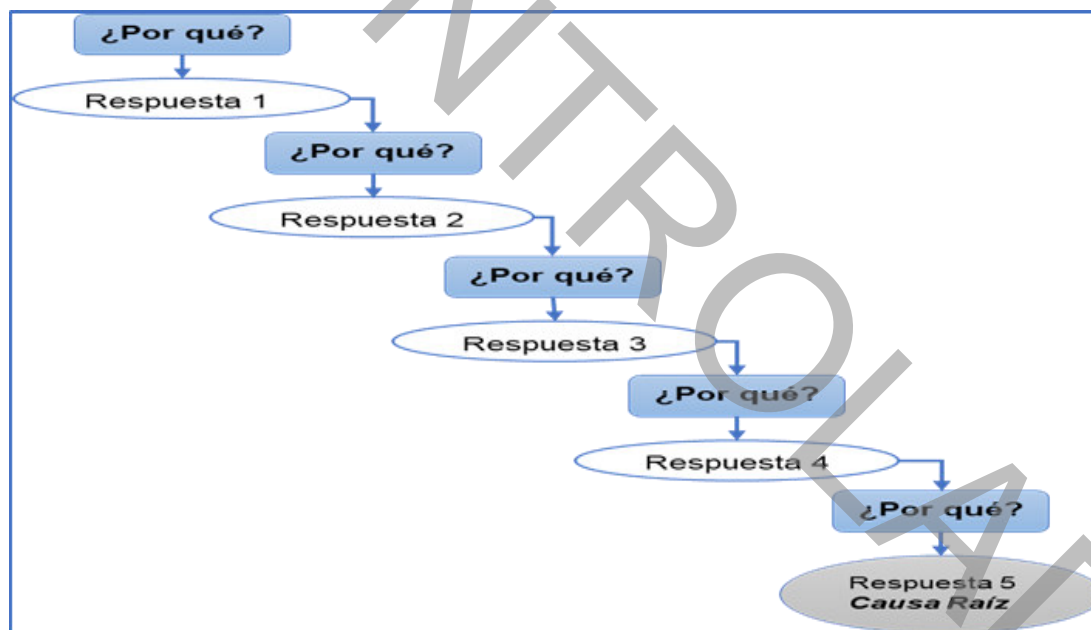 ¿Por qué?
Respuesta 1
¿Por qué?
Respuesta 2
¿Por qué?
Respuesta 3
¿Por qué?
Respuesta 4
¿Por qué?
Respuesta 5
Causa Raíz